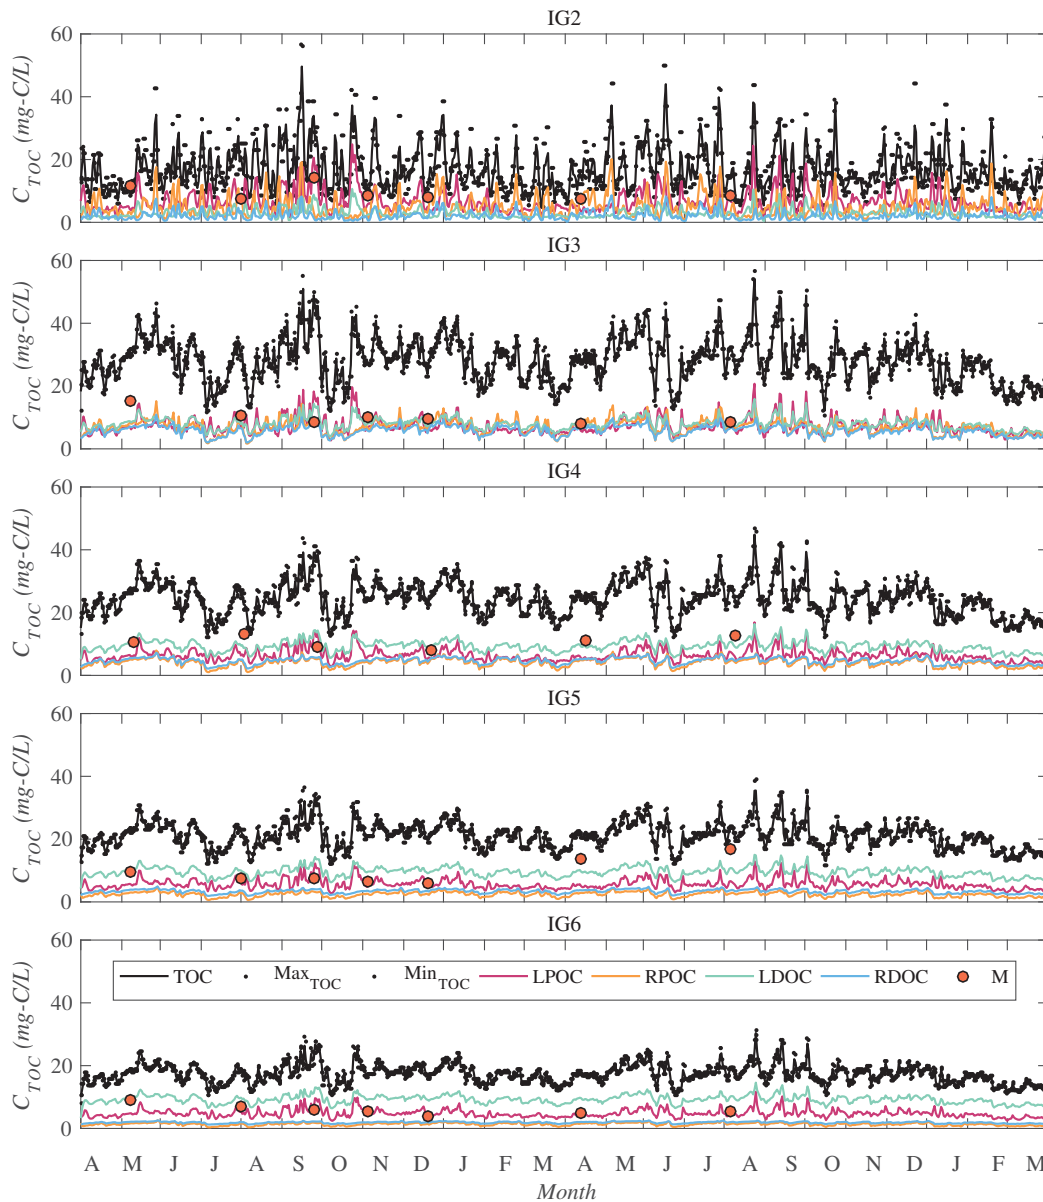 IG2
60
40
20
0
C_TOC (mg-C/L)
IG3
60
40
20
0
C_TOC (mg-C/L)
IG4
60
40
20
0
C_TOC (mg-C/L)
IG5
60
40
20
0
C_TOC (mg-C/L)
IG6
60
40
20
0
C_TOC (mg-C/L)
TOC Max_TOC Min_TOC LPOC RPOC LDOC RDOC M
A M J J A S O N D J F M A M J J A S O N D J F M
Month